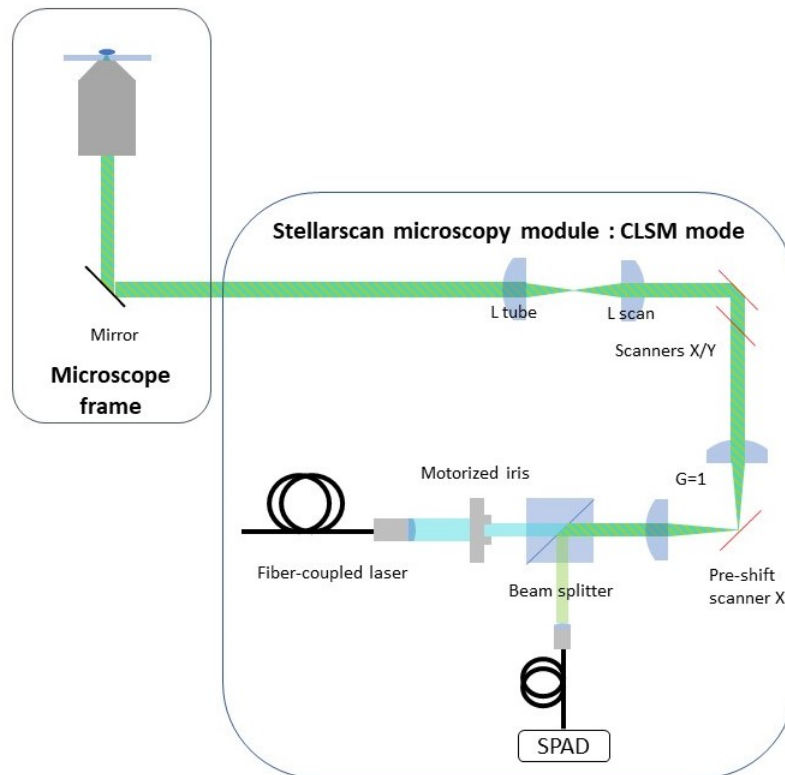 Stellarscan microscopy module : CLSM mode
L tube
L scan
Mirror
Scanners X/Y
Microscope
frame
Motorized iris
G=1
Fiber-coupled laser
Beam splitter
Pre-shift
scanner X
SPAD